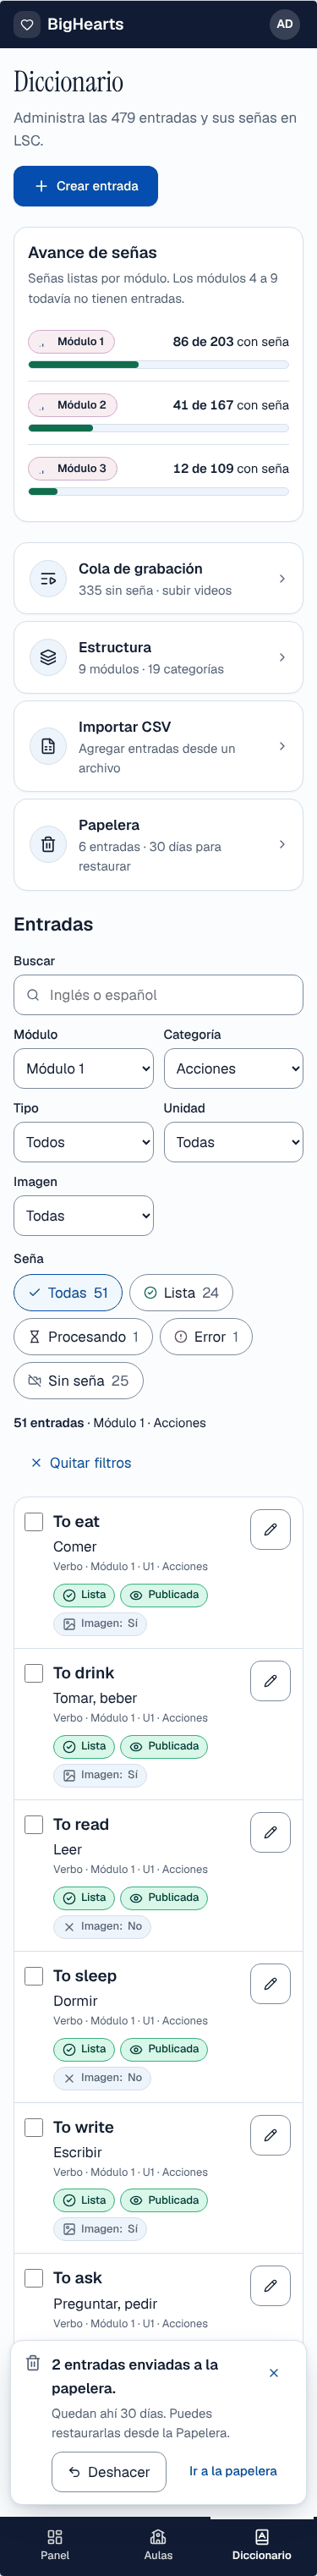 BigHearts
AD
Diccionario
Administra las 479 entradas y sus señas en
LSC.
Crear entrada
Avance de señas
Señas listas por módulo. Los módulos 4 a 9
todavía no tienen entradas.
Módulo 1
86 de 203 con seña
Módulo 2
41 de 167 con seña
Módulo 3
12 de 109 con seña
Cola de grabación
335 sin seña · subir videos
Estructura
9 módulos · 19 categorías
Importar CSV
Agregar entradas desde un
archivo
Papelera
6 entradas · 30 días para
restaurar
Entradas
Buscar
Inglés o español
Módulo Categoría
Módulo 1 Acciones
Tipo Unidad
Todos Todas
Imagen
Todas
Seña
Todas 51 Lista 24
Procesando 1 Error 1
Sin seña 25
51 entradas · Módulo 1 · Acciones
Quitar filtros
To eat
Comer
Verbo · Módulo 1 · U1 · Acciones
Lista Publicada
Imagen: Sí
To drink
Tomar, beber
Verbo · Módulo 1 · U1 · Acciones
Lista Publicada
Imagen: Sí
To read
Leer
Verbo · Módulo 1 · U1 · Acciones
Lista Publicada
Imagen: No
To sleep
Dormir
Verbo · Módulo 1 · U1 · Acciones
Lista Publicada
Imagen: No
To write
Escribir
Verbo · Módulo 1 · U1 · Acciones
Lista Publicada
Imagen: Sí
To ask
Preguntar, pedir
Verbo · Módulo 1 · U1 · Acciones
2 entradas enviadas a la
papelera.
Quedan ahí 30 días. Puedes
restaurarlas desde la Papelera.
Deshacer Ir a la papelera
Panel Aulas Diccionario